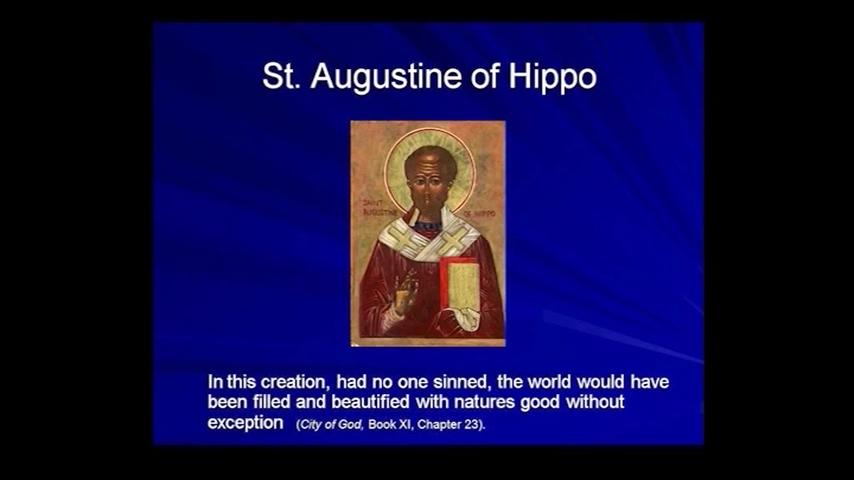 St. Augustine of Hippo
SAINT
AUGUSTINE OF HIPPO
In this creation, had no one sinned, the world would have
been filled and beautified with natures good without
exception (City of God, Book XI, Chapter 23).